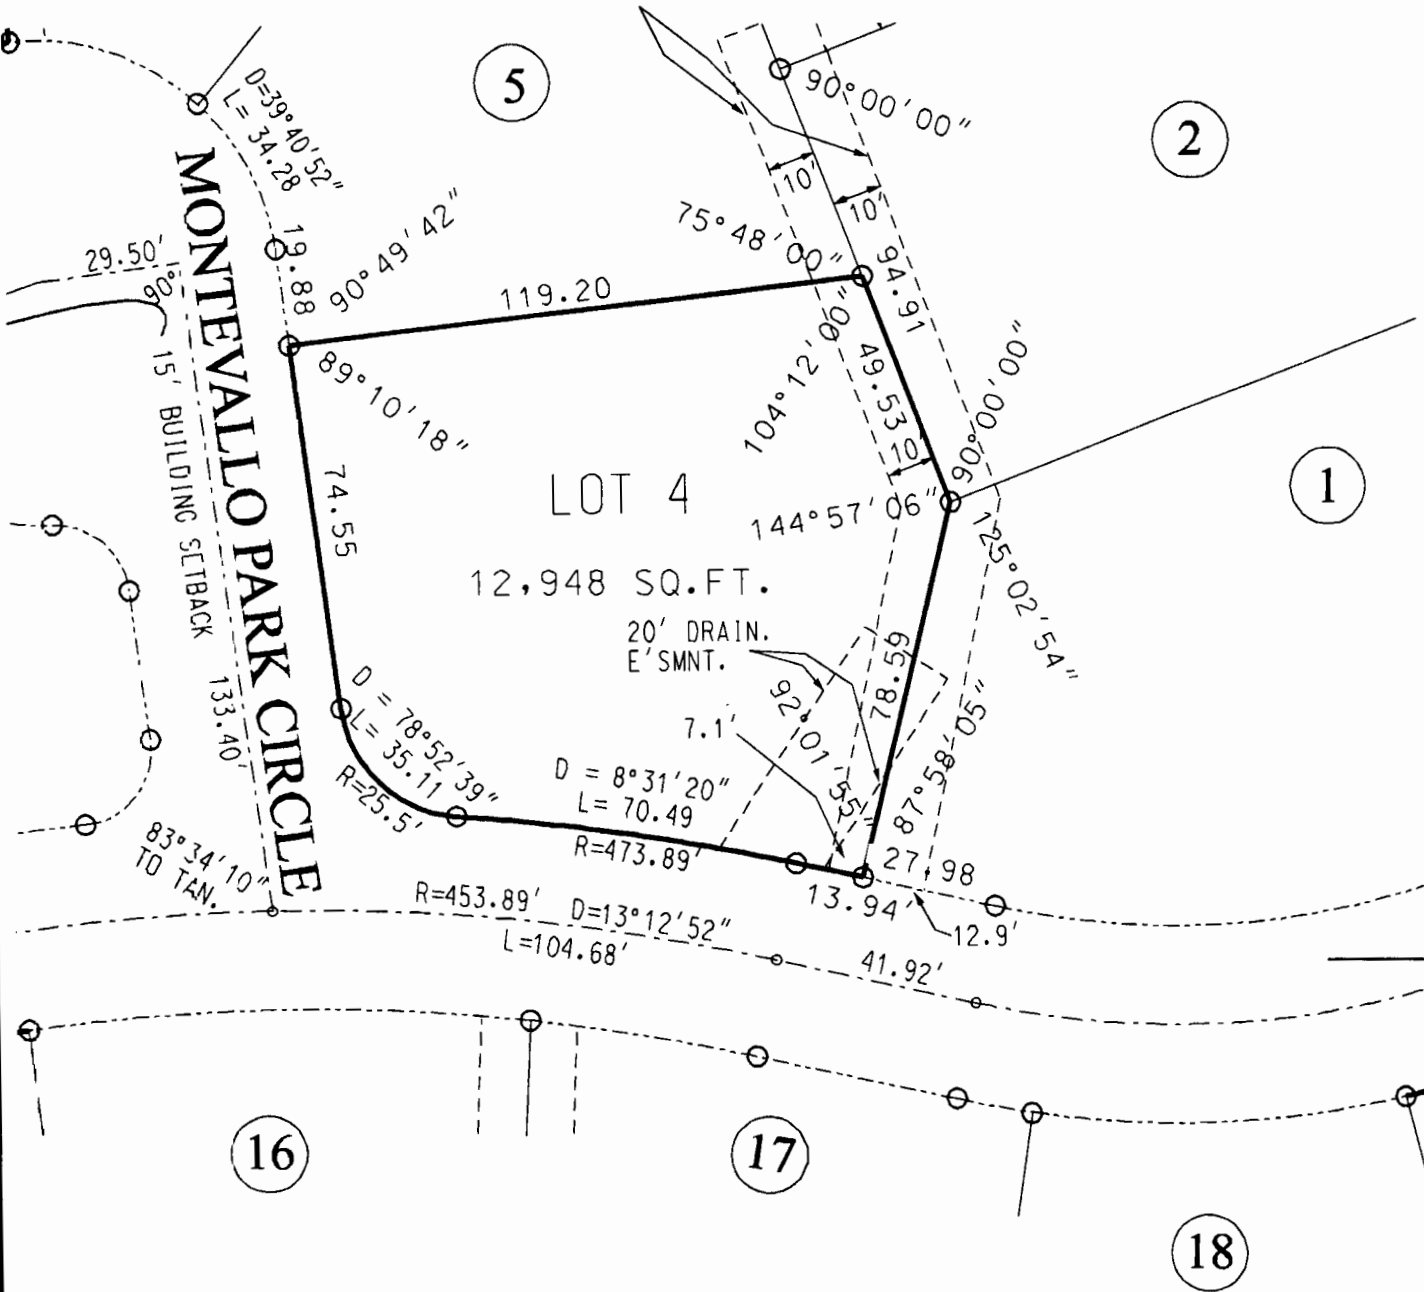 5
2
D=39°40'52"
L= 34.28
90°00'00"
10'
10'
75°48'00"
94.91
19.88
90°49'42"
29.50'
90°
119.20
MONTEVALLO PARK CIRCLE
15' BUILDING SETBACK
133.40'
89°10'18"
104°12'00"
49.53
10'
90°00'00"
74.55
LOT 4
144°57'06"
1
125°02'54"
12,948 SQ.FT.
20' DRAIN.
E'SMNT.
78.59
92°01'55"
87°58'05"
7.1'
D = 78°52'39"
L= 35.11
R=25.5'
D = 8°31'20"
L= 70.49
R=473.89'
83°34'10"
TO TAN.
27.98
13.94'
12.9'
R=453.89' D=13°12'52"
L=104.68'
41.92'
16
17
18